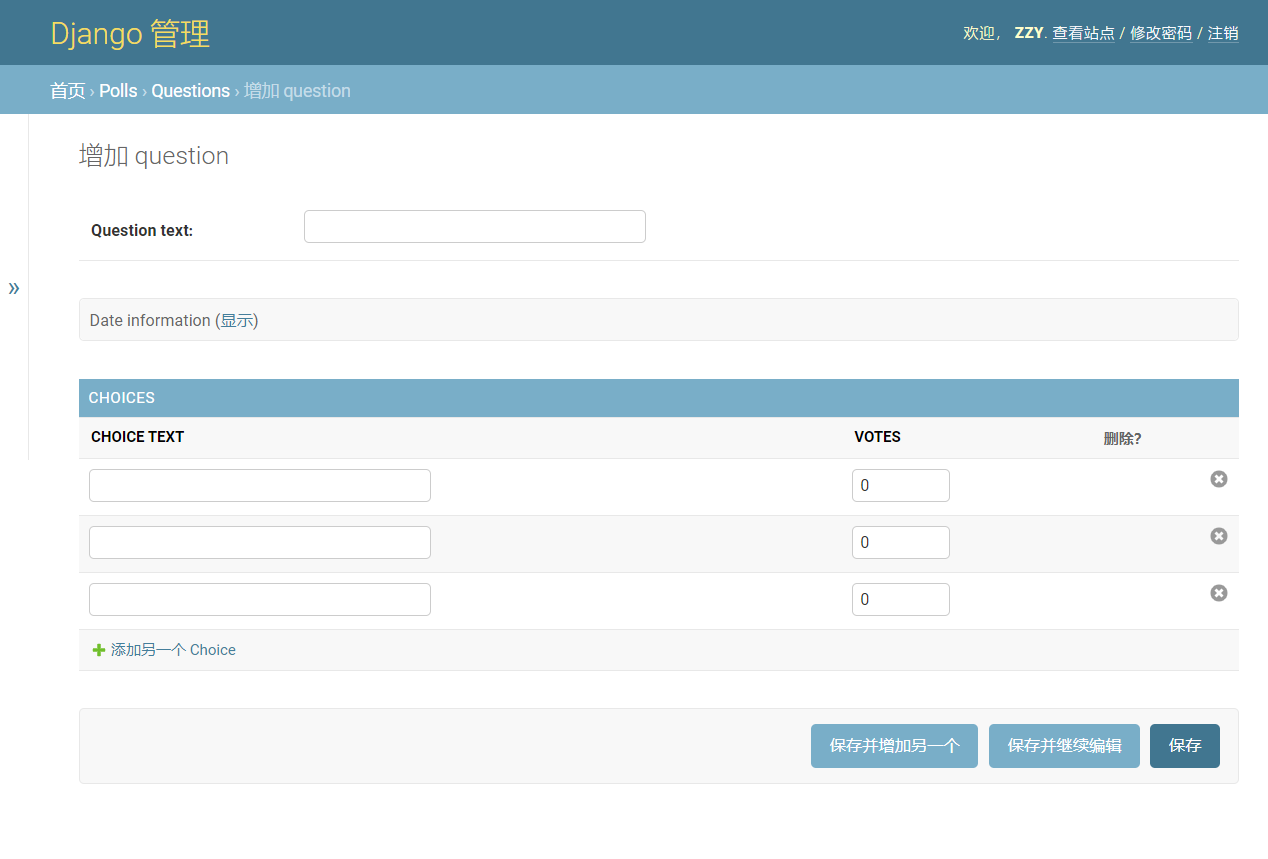 Django 管理
欢迎， ZZY. 查看站点 / 修改密码 / 注销
首页 › Polls › Questions › 增加 question
»
增加 question
Question text:
Date information (显示)
CHOICES
CHOICE TEXT VOTES 删除?
0
0
0
添加另一个 Choice
保存并增加另一个 保存并继续编辑 保存